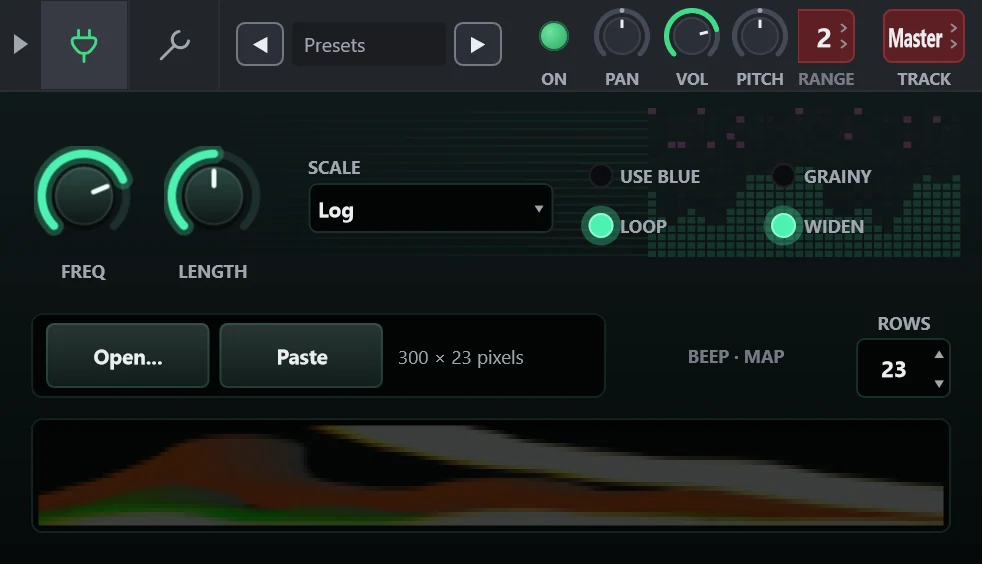 Presets
2
Master
ON
PAN
VOL
PITCH
RANGE
TRACK
SCALE
Log
USE BLUE
GRAINY
LOOP
WIDEN
FREQ
LENGTH
Open...
Paste
300 × 23 pixels
BEEP · MAP
ROWS
23